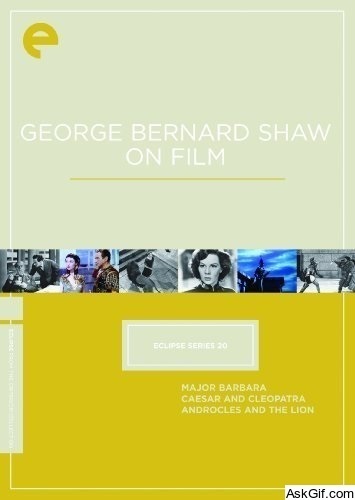 e
GEORGE BERNARD SHAW
ON FILM
ECLIPSE SERIES 20
MAJOR BARBARA
CAESAR AND CLEOPATRA
ANDROCLES AND THE LION
AskGif.com